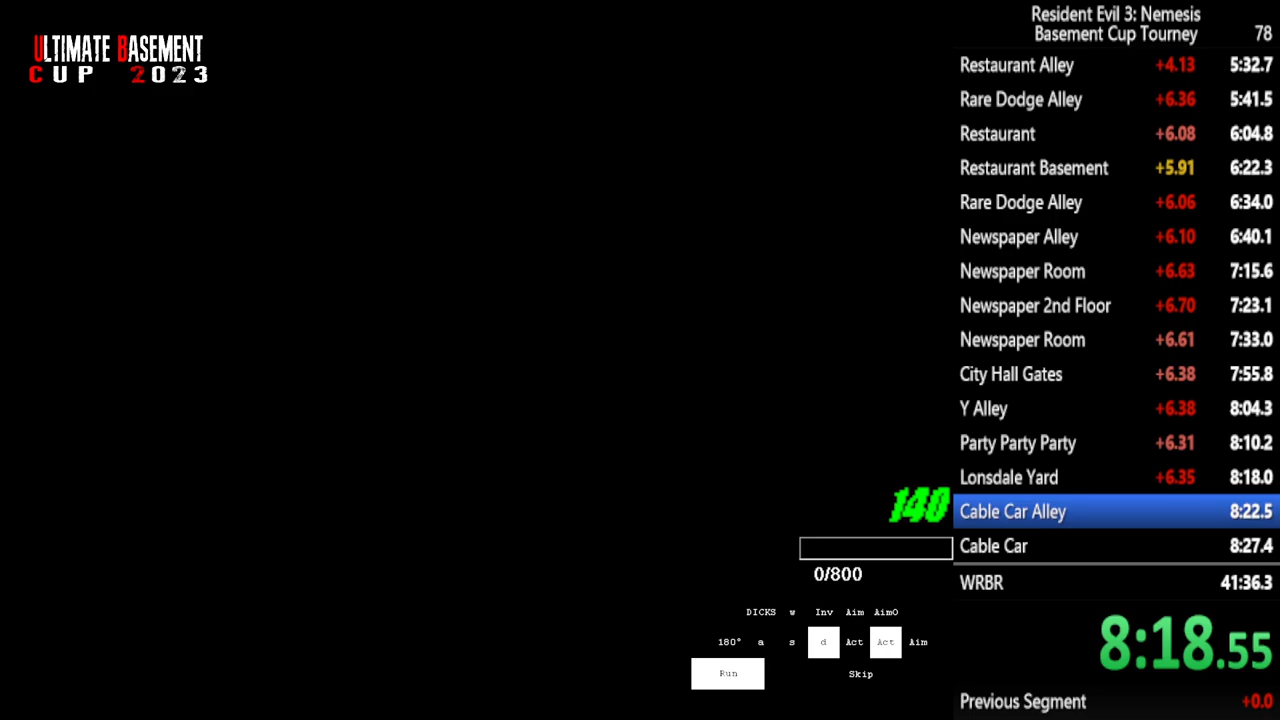 ULTIMATE BASEMENT
CUP 2023
Resident Evil 3: Nemesis
Basement Cup Tourney 78
Restaurant Alley +4.13 5:32.7
Rare Dodge Alley +6.36 5:41.5
Restaurant +6.08 6:04.8
Restaurant Basement +5.91 6:22.3
Rare Dodge Alley +6.06 6:34.0
Newspaper Alley +6.10 6:40.1
Newspaper Room +6.63 7:15.6
Newspaper 2nd Floor +6.70 7:23.1
Newspaper Room +6.61 7:33.0
City Hall Gates +6.38 7:55.8
Y Alley +6.38 8:04.3
Party Party Party +6.31 8:10.2
Lonsdale Yard +6.35 8:18.0
Cable Car Alley 8:22.5
Cable Car 8:27.4
WRBR 41:36.3
8:18.55
Previous Segment +0.0
140
0/800
DICKS w Inv Aim AimO
180° a s d Act Act Aim
Run Skip